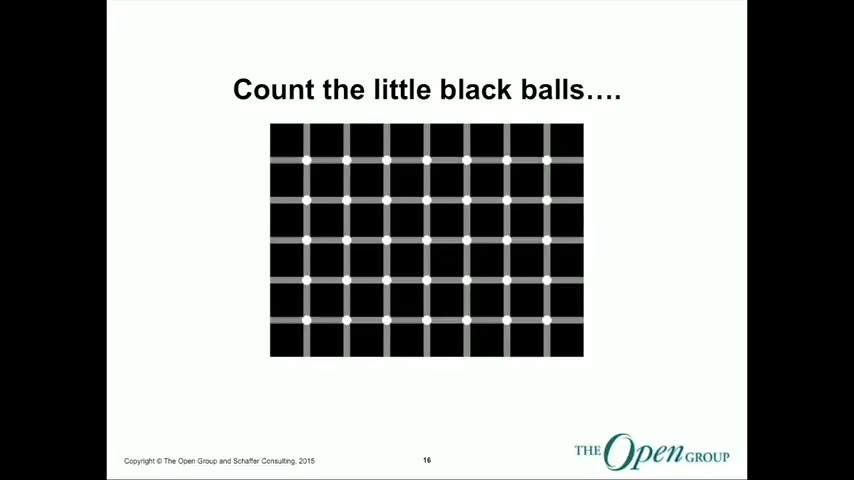 Count the little black balls….
Copyright © The Open Group and Schaffer Consulting, 2015
16
THE Open GROUP